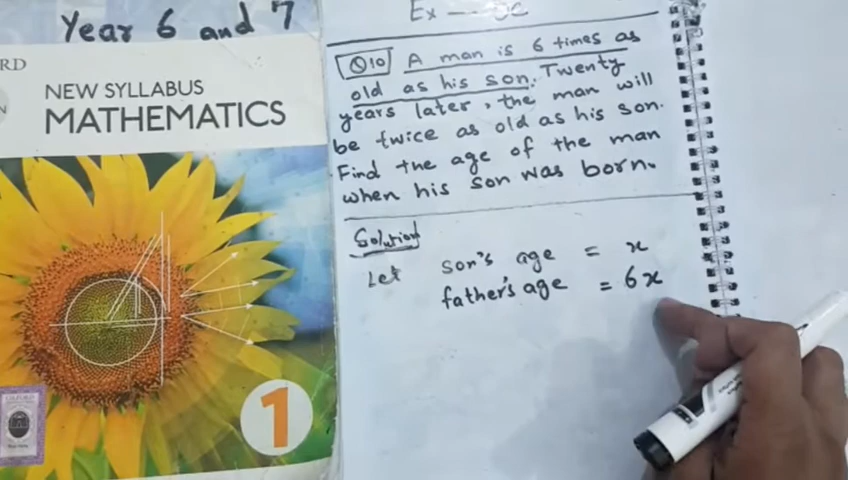 Year 6 and 7
RD
NEW SYLLABUS
MATHEMATICS
1
Ex
Q10 A man is 6 times as
old as his son. Twenty
years later, the man will
be twice as old as his son.
Find the age of the man
when his son was born.
Solution
Let son's age = x
father's age = 6x